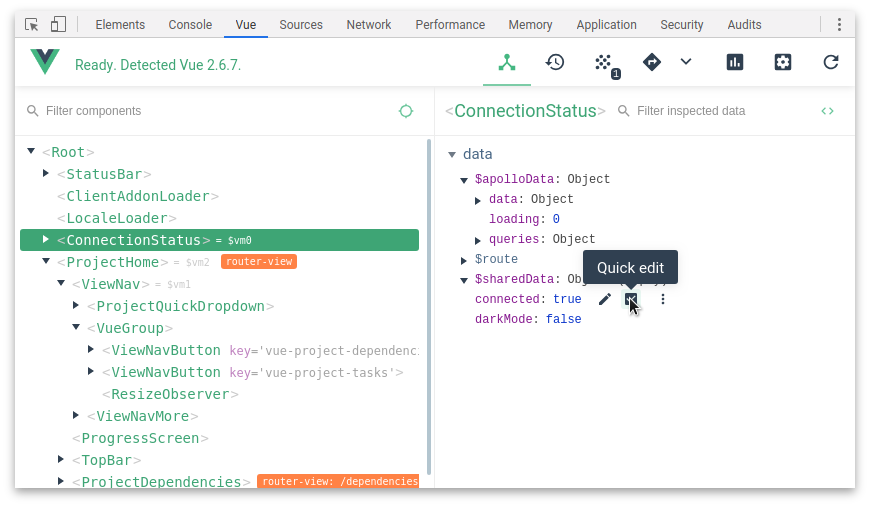 Elements Console Vue Sources Network Performance Memory Application Security Audits
Ready. Detected Vue 2.6.7.
1
Filter components
<ConnectionStatus>
Filter inspected data
<Root>
<StatusBar>
<ClientAddonLoader>
<LocaleLoader>
<ConnectionStatus> = $vm0
<ProjectHome> = $vm2 router-view
<ViewNav> = $vm1
<ProjectQuickDropdown>
<VueGroup>
<ViewNavButton key='vue-project-dependenc
<ViewNavButton key='vue-project-tasks'>
<ResizeObserver>
<ViewNavMore>
<ProgressScreen>
<TopBar>
<ProjectDependencies> router-view: /dependencies
data
$apolloData: Object
data: Object
loading: 0
queries: Object
$route
Quick edit
$sharedData:
connected: true
darkMode: false